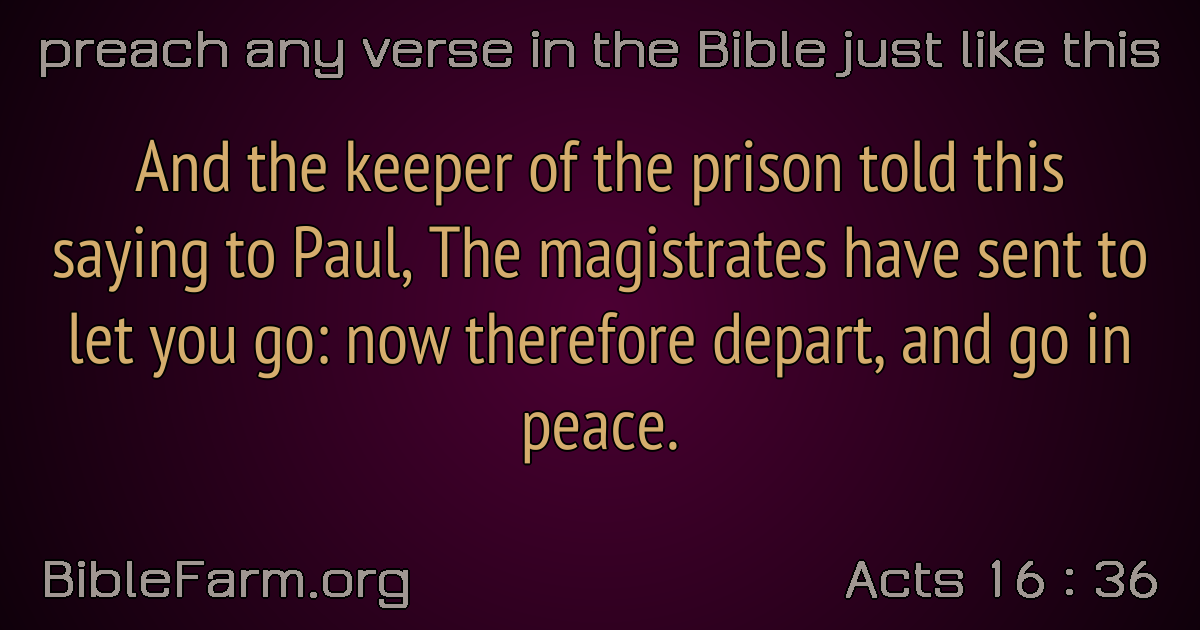 preach any verse in the Bible just like this
And the keeper of the prison told this
saying to Paul, The magistrates have sent to
let you go: now therefore depart, and go in
peace.
BibleFarm.org
Acts 16 : 36